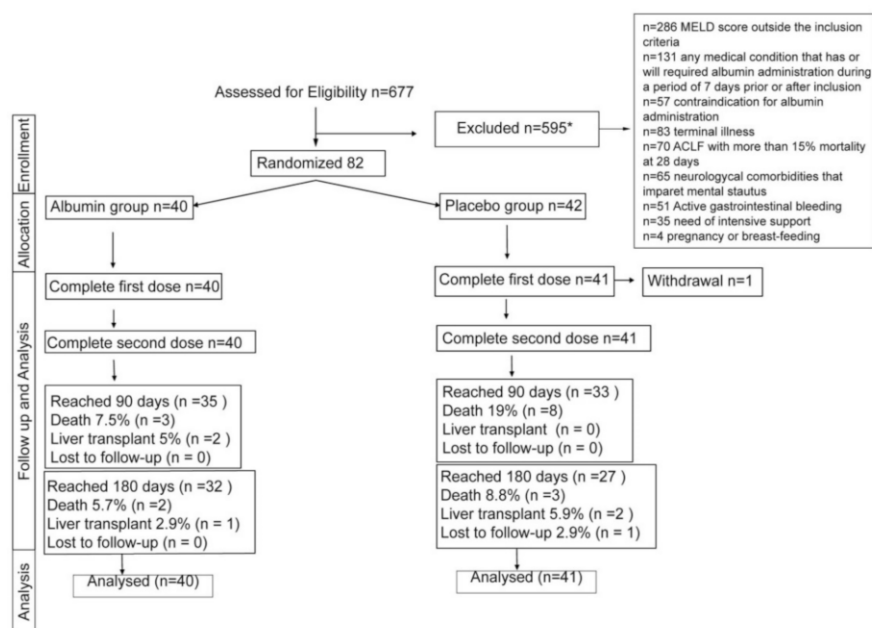 Assessed for Eligibility n=677
Excluded n=595*
n=286 MELD score outside the inclusion
criteria
n=131 any medical condition that has or
will required albumin administration during
a period of 7 days prior or after inclusion
n=57 contraindication for albumin
administration
n=83 terminal illness
n=70 ACLF with more than 15% mortality
at 28 days
n=65 neurologycal comorbidities that
imparet mental stautus
n=51 Active gastrointestinal bleeding
n=35 need of intensive support
n=4 pregnancy or breast-feeding
Enrollment
Randomized 82
Allocation
Albumin group n=40
Placebo group n=42
Follow up and Analysis
Complete first dose n=40
Complete first dose n=41
Withdrawal n=1
Complete second dose n=40
Complete second dose n=41
Reached 90 days (n =35 )
Death 7.5% (n =3)
Liver transplant 5% (n =2 )
Lost to follow-up (n = 0)
Reached 90 days (n =33 )
Death 19% (n =8)
Liver transplant (n = 0)
Lost to follow-up (n = 0)
Reached 180 days (n =32 )
Death 5.7% (n =2)
Liver transplant 2.9% (n = 1)
Lost to follow-up (n = 0)
Reached 180 days (n =27 )
Death 8.8% (n =3)
Liver transplant 5.9% (n =2 )
Lost to follow-up 2.9% (n = 1)
Analysis
Analysed (n=40)
Analysed (n=41)